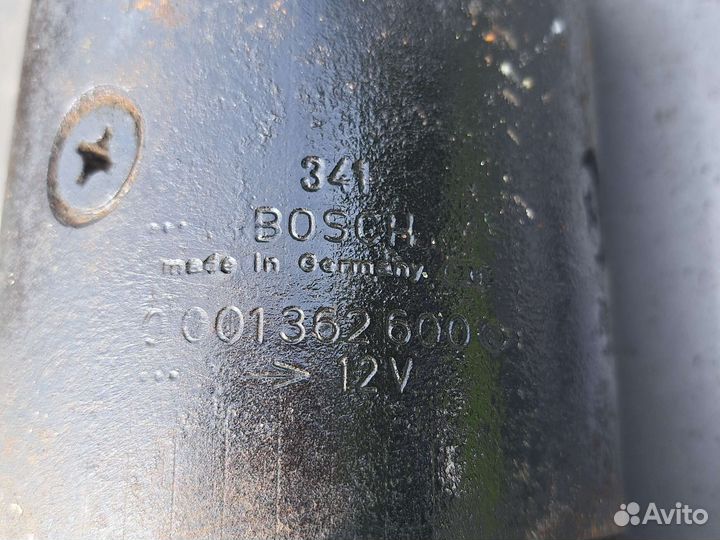 341
BOSCH
made in Germany
0001362600
→ 12V
Avito